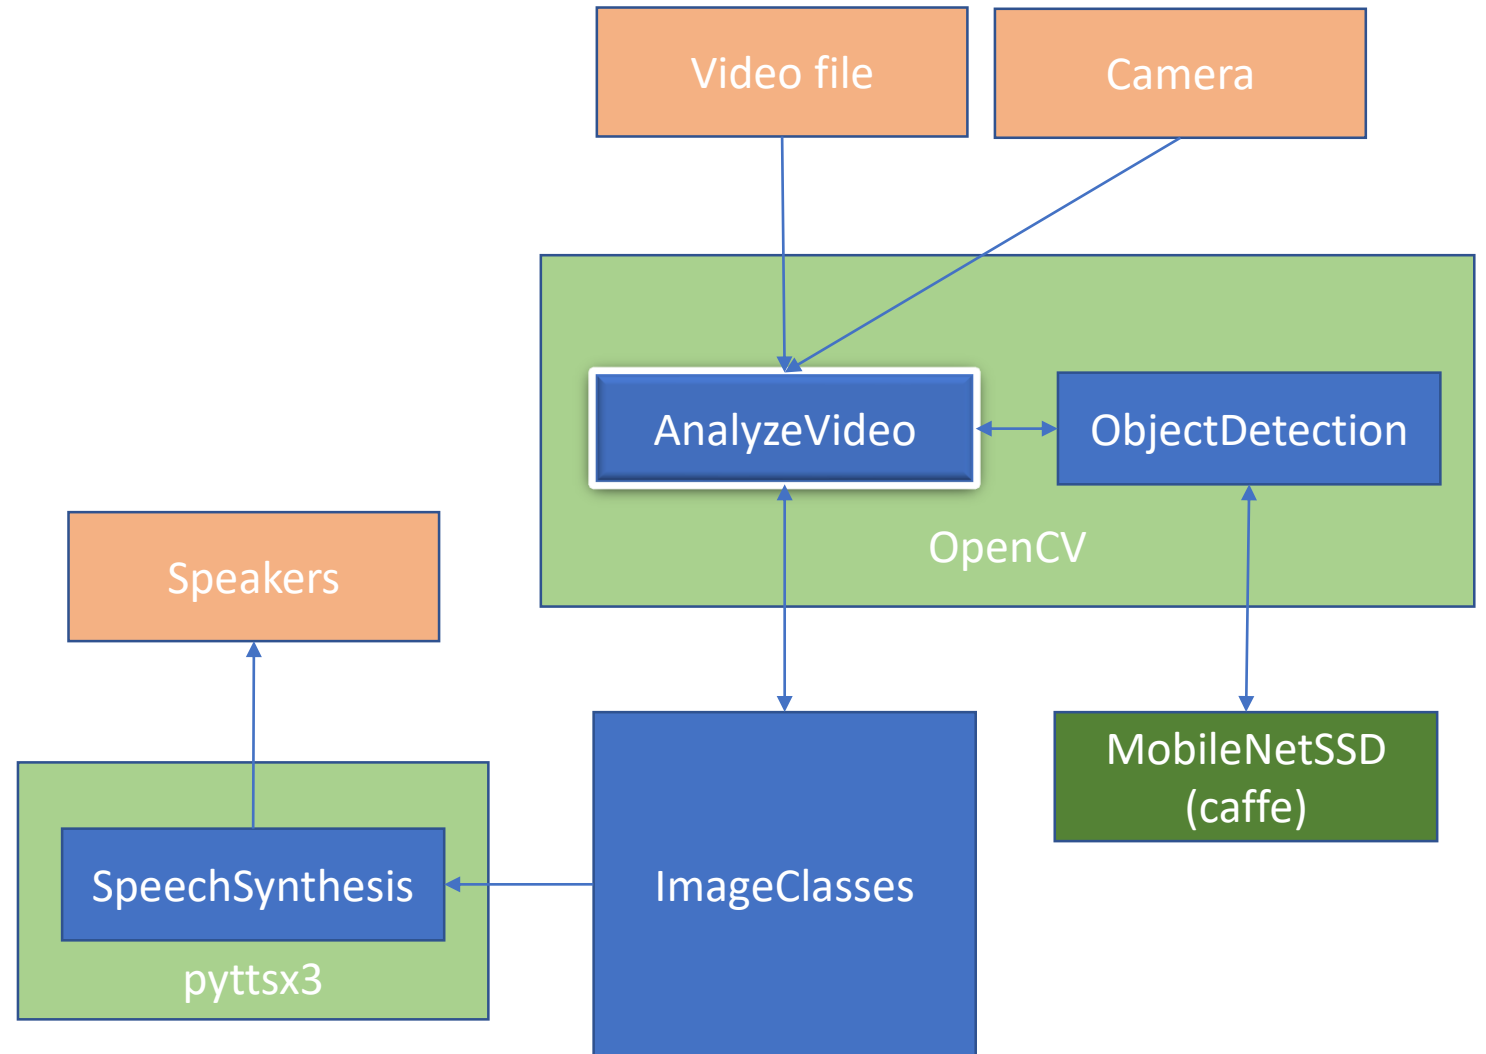 Video file
Camera
AnalyzeVideo
ObjectDetection
OpenCV
Speakers
MobileNetSSD
(caffe)
SpeechSynthesis
ImageClasses
pyttsx3